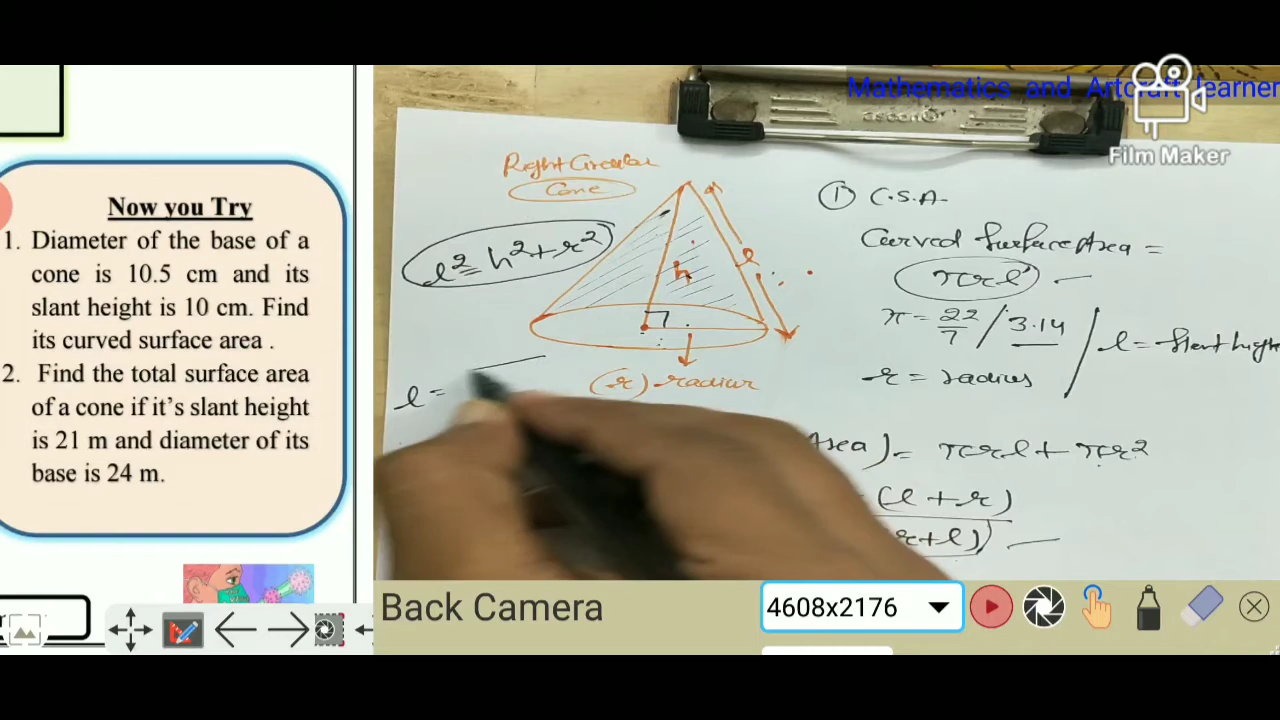 Mathematics and Artcraft learner
Film Maker
Now you Try
1. Diameter of the base of a
cone is 10.5 cm and its
slant height is 10 cm. Find
its curved surface area .
2. Find the total surface area
of a cone if it's slant height
is 21 m and diameter of its
base is 24 m.
Right Circular
Cone
l² = h² + r²
h
l
(r) radius
l =
① C.S.A.
Curved Surface Area =
πrl
π = 22/7 / 3.14 / l = Slant high
r = radius
Area) = πrl + πr²
(l + r)
r + l)
Back Camera
4608x2176